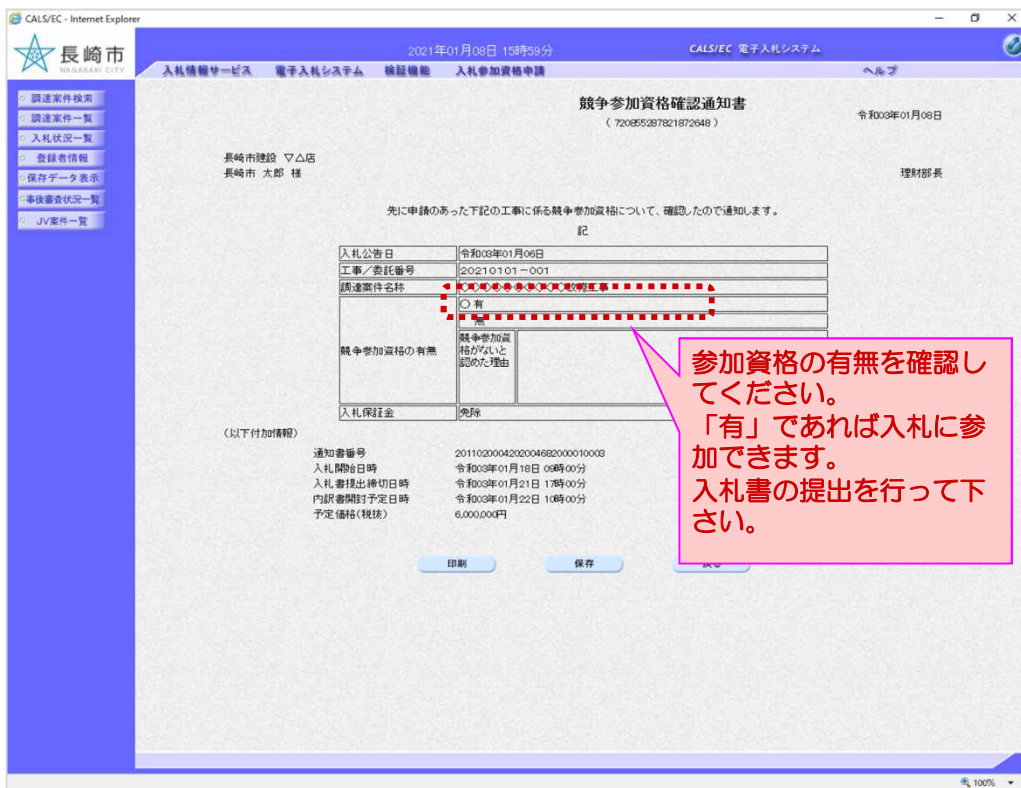 CALS/EC - Internet Explorer
長崎市
NAGASAKI CITY
2021年01月08日 15時59分
CALS/EC 電子入札システム
入札情報サービス 電子入札システム 検証機能 入札参加資格申請 ヘルプ
調達案件検索
調達案件一覧
入札状況一覧
登録者情報
保存データ表示
事後審査状況一覧
JV案件一覧
競争参加資格確認通知書
( 720855287821872648 )
令和03年01月08日
長崎市建設 ▽△店
長崎市 太郎 様
理財部長
先に申請のあった下記の工事に係る競争参加資格について、確認したので通知します。
記
入札公告日 令和03年01月06日
工事/委託番号 20210101-001
調達案件名称 ◇◇◇◇◇◇◇◇◇◇改修工事
競争参加資格の有無
○ 有
無
競争参加資
格がないと
認めた理由
入札保証金 免除
(以下付加情報)
通知書番号 2011020004202004682000010003
入札開始日時 令和03年01月18日 09時00分
入札書提出締切日時 令和03年01月21日 17時00分
内訳書開封予定日時 令和03年01月22日 10時00分
予定価格(税抜) 6,000,000円
印刷 保存 戻る
参加資格の有無を確認し
てください。
「有」であれば入札に参
加できます。
入札書の提出を行って下
さい。
100%